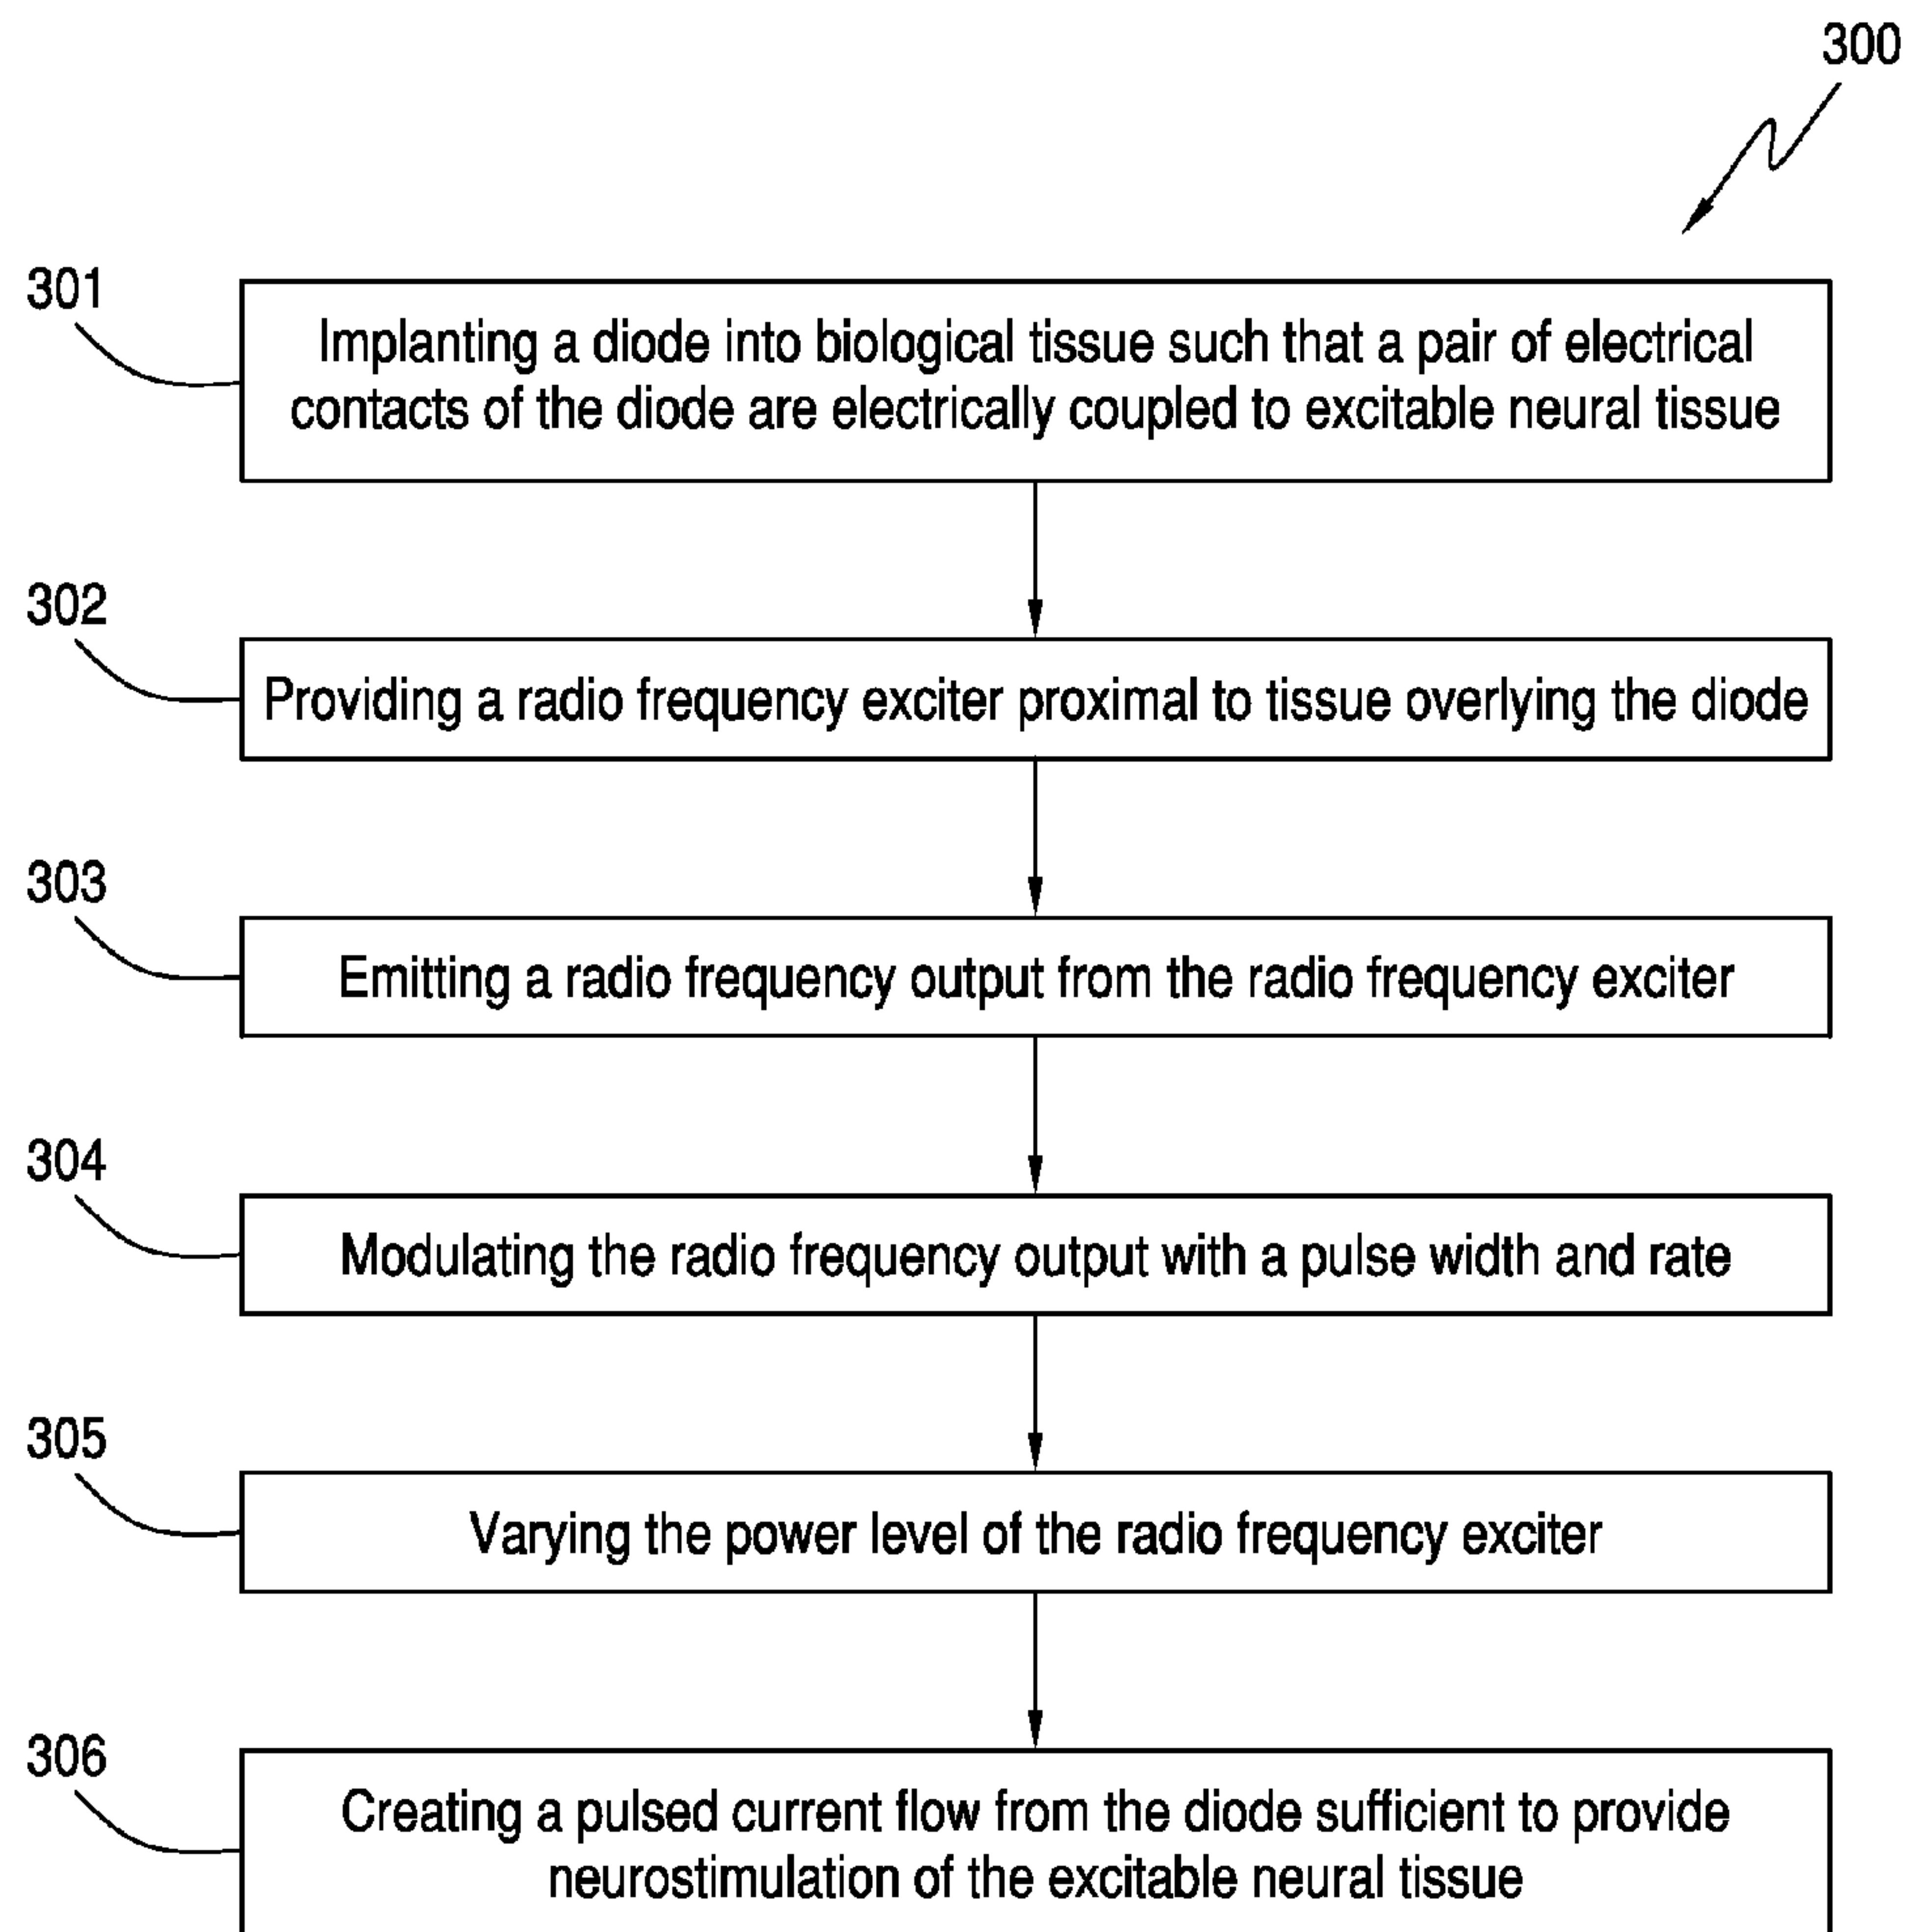 300
301
Implanting a diode into biological tissue such that a pair of electrical
contacts of the diode are electrically coupled to excitable neural tissue
302
Providing a radio frequency exciter proximal to tissue overlying the diode
303
Emitting a radio frequency output from the radio frequency exciter
304
Modulating the radio frequency output with a pulse width and rate
305
Varying the power level of the radio frequency exciter
306
Creating a pulsed current flow from the diode sufficient to provide
neurostimulation of the excitable neural tissue